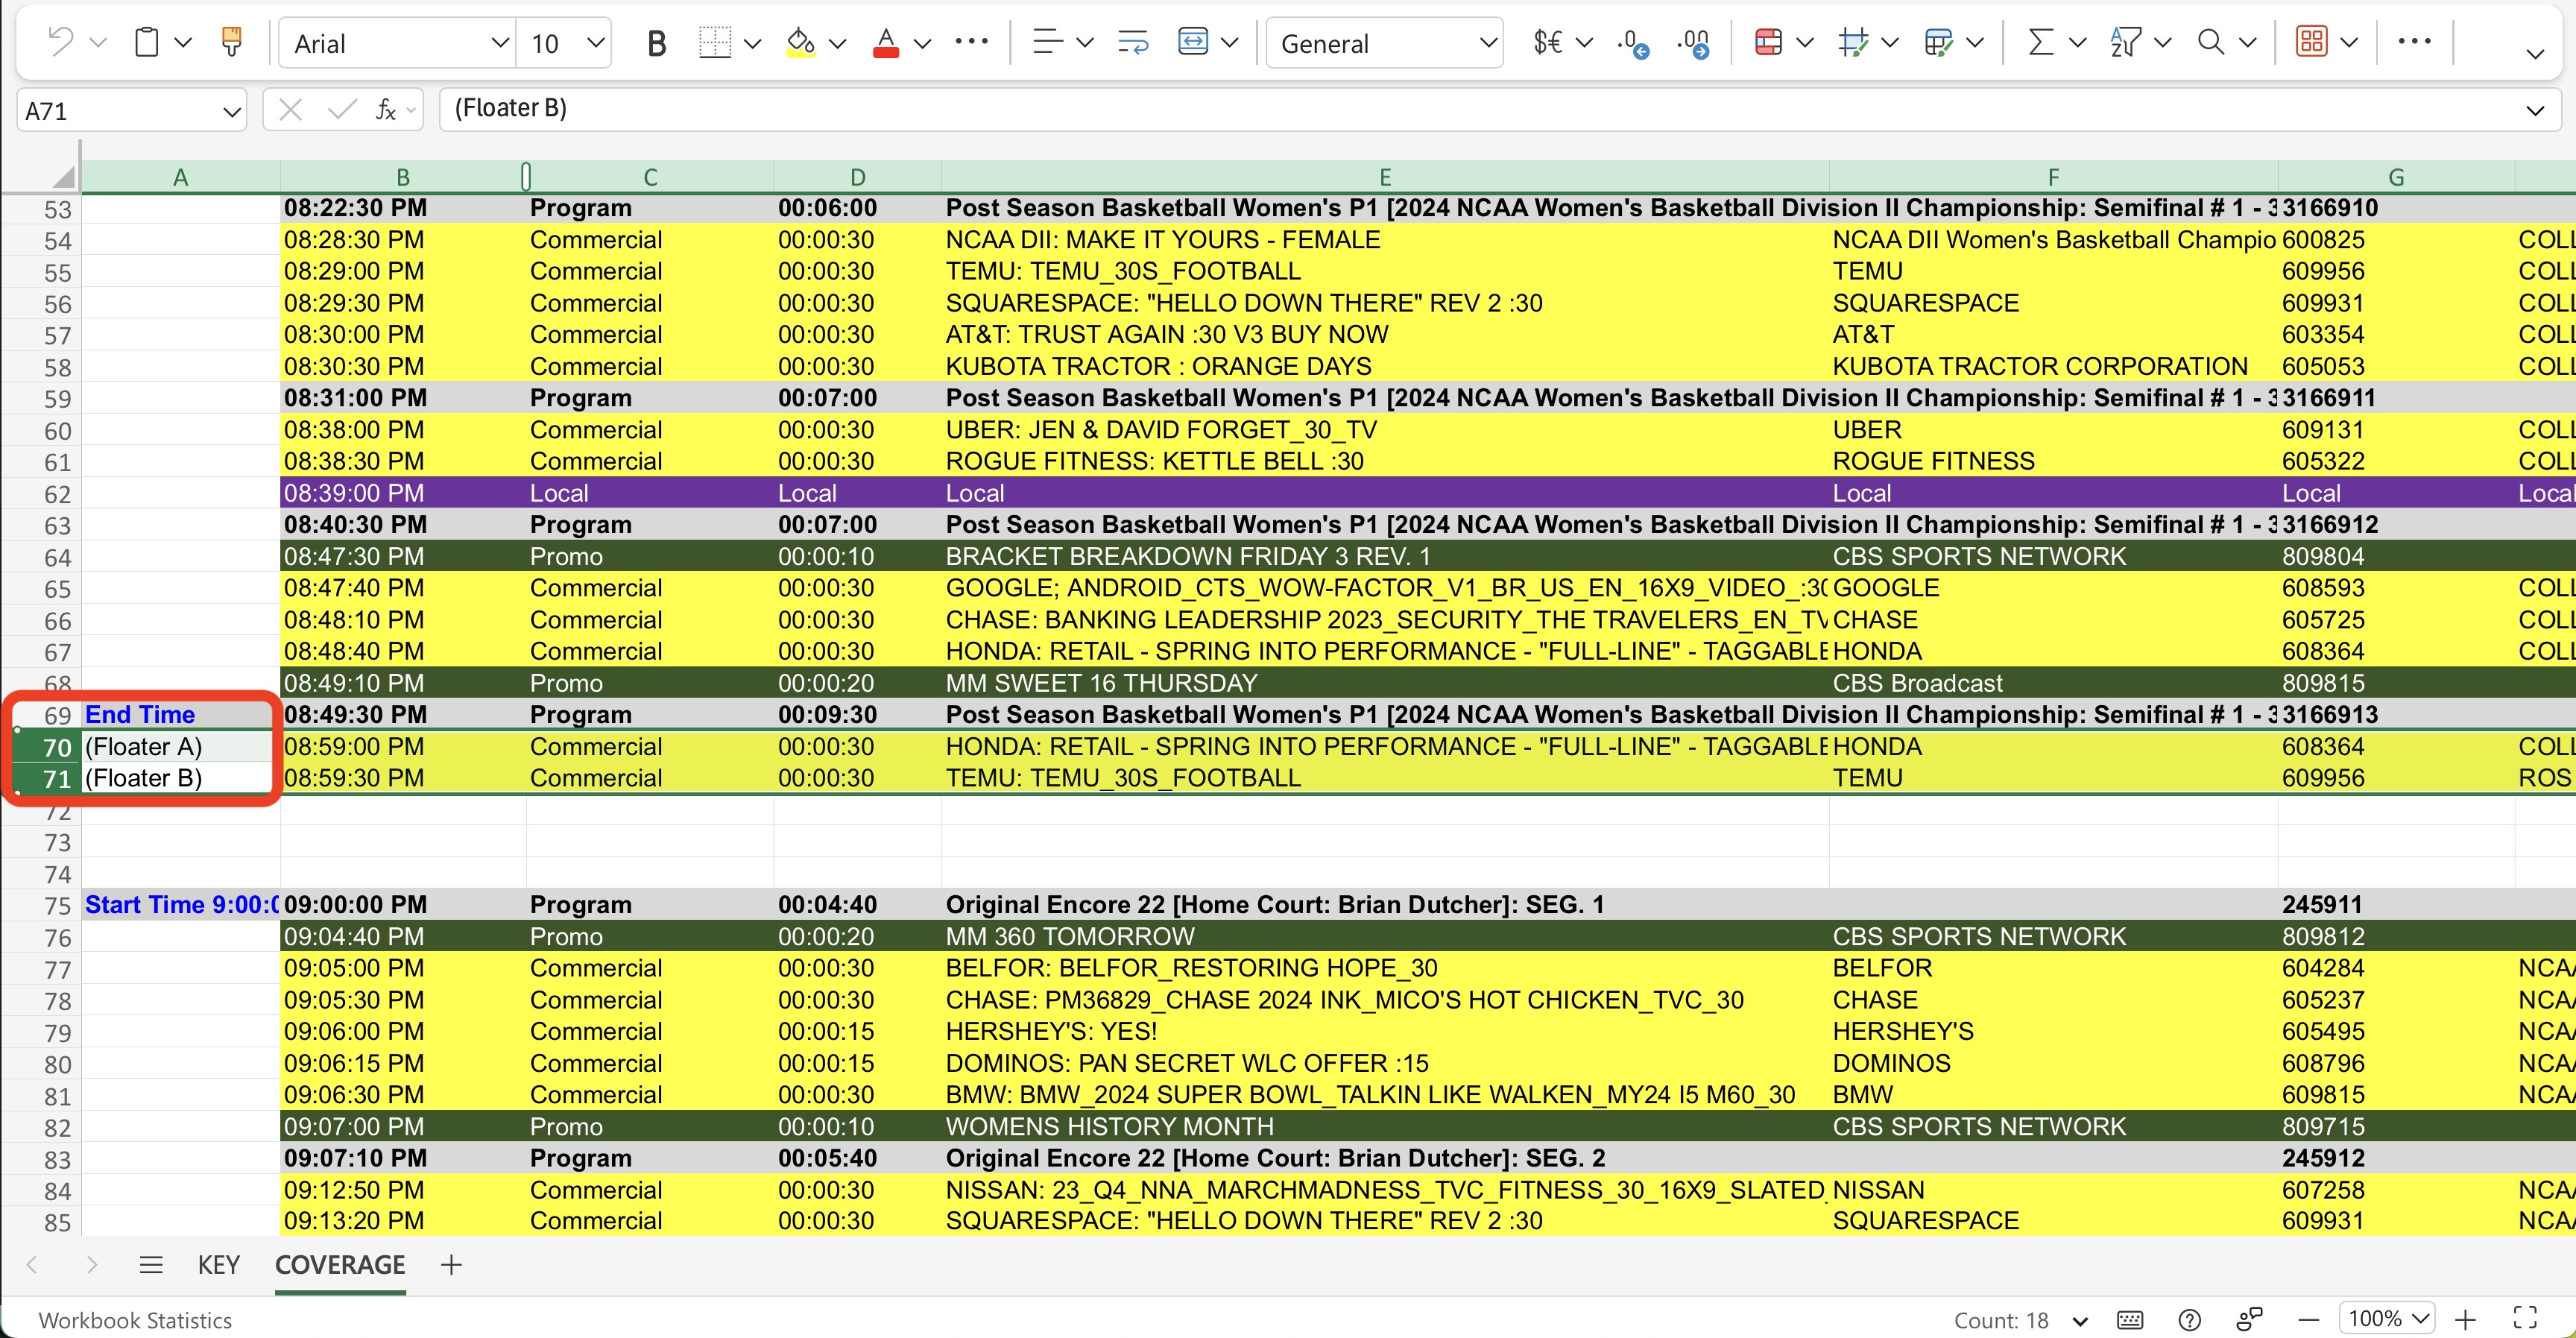 Arial 10 B A General $€ .0 .00
A71 fx (Floater B)
A B C D E F G
53 08:22:30 PM Program 00:06:00 Post Season Basketball Women's P1 [2024 NCAA Women's Basketball Division II Championship: Semifinal # 1 - 3 3166910
54 08:28:30 PM Commercial 00:00:30 NCAA DII: MAKE IT YOURS - FEMALE NCAA DII Women's Basketball Champio 600825 COLL
55 08:29:00 PM Commercial 00:00:30 TEMU: TEMU_30S_FOOTBALL TEMU 609956 COLL
56 08:29:30 PM Commercial 00:00:30 SQUARESPACE: "HELLO DOWN THERE" REV 2 :30 SQUARESPACE 609931 COLL
57 08:30:00 PM Commercial 00:00:30 AT&T: TRUST AGAIN :30 V3 BUY NOW AT&T 603354 COLL
58 08:30:30 PM Commercial 00:00:30 KUBOTA TRACTOR : ORANGE DAYS KUBOTA TRACTOR CORPORATION 605053 COLL
59 08:31:00 PM Program 00:07:00 Post Season Basketball Women's P1 [2024 NCAA Women's Basketball Division II Championship: Semifinal # 1 - 3 3166911
60 08:38:00 PM Commercial 00:00:30 UBER: JEN & DAVID FORGET_30_TV UBER 609131 COLL
61 08:38:30 PM Commercial 00:00:30 ROGUE FITNESS: KETTLE BELL :30 ROGUE FITNESS 605322 COLL
62 08:39:00 PM Local Local Local Local Local Local
63 08:40:30 PM Program 00:07:00 Post Season Basketball Women's P1 [2024 NCAA Women's Basketball Division II Championship: Semifinal # 1 - 3 3166912
64 08:47:30 PM Promo 00:00:10 BRACKET BREAKDOWN FRIDAY 3 REV. 1 CBS SPORTS NETWORK 809804
65 08:47:40 PM Commercial 00:00:30 GOOGLE; ANDROID_CTS_WOW-FACTOR_V1_BR_US_EN_16X9_VIDEO_:30 GOOGLE 608593 COLL
66 08:48:10 PM Commercial 00:00:30 CHASE: BANKING LEADERSHIP 2023_SECURITY_THE TRAVELERS_EN_TV CHASE 605725 COLL
67 08:48:40 PM Commercial 00:00:30 HONDA: RETAIL - SPRING INTO PERFORMANCE - "FULL-LINE" - TAGGABLE HONDA 608364 COLL
68 08:49:10 PM Promo 00:00:20 MM SWEET 16 THURSDAY CBS Broadcast 809815
69 End Time 08:49:30 PM Program 00:09:30 Post Season Basketball Women's P1 [2024 NCAA Women's Basketball Division II Championship: Semifinal # 1 - 3 3166913
70 (Floater A) 08:59:00 PM Commercial 00:00:30 HONDA: RETAIL - SPRING INTO PERFORMANCE - "FULL-LINE" - TAGGABLE HONDA 608364 COLL
71 (Floater B) 08:59:30 PM Commercial 00:00:30 TEMU: TEMU_30S_FOOTBALL TEMU 609956 ROS
72
73
74
75 Start Time 9:00:0 09:00:00 PM Program 00:04:40 Original Encore 22 [Home Court: Brian Dutcher]: SEG. 1 245911
76 09:04:40 PM Promo 00:00:20 MM 360 TOMORROW CBS SPORTS NETWORK 809812
77 09:05:00 PM Commercial 00:00:30 BELFOR: BELFOR_RESTORING HOPE_30 BELFOR 604284 NCAA
78 09:05:30 PM Commercial 00:00:30 CHASE: PM36829_CHASE 2024 INK_MICO'S HOT CHICKEN_TVC_30 CHASE 605237 NCAA
79 09:06:00 PM Commercial 00:00:15 HERSHEY'S: YES! HERSHEY'S 605495 NCAA
80 09:06:15 PM Commercial 00:00:15 DOMINOS: PAN SECRET WLC OFFER :15 DOMINOS 608796 NCAA
81 09:06:30 PM Commercial 00:00:30 BMW: BMW_2024 SUPER BOWL_TALKIN LIKE WALKEN_MY24 I5 M60_30 BMW 609815 NCAA
82 09:07:00 PM Promo 00:00:10 WOMENS HISTORY MONTH CBS SPORTS NETWORK 809715
83 09:07:10 PM Program 00:05:40 Original Encore 22 [Home Court: Brian Dutcher]: SEG. 2 245912
84 09:12:50 PM Commercial 00:00:30 NISSAN: 23_Q4_NNA_MARCHMADNESS_TVC_FITNESS_30_16X9_SLATED_ NISSAN 607258 NCAA
85 09:13:20 PM Commercial 00:00:30 SQUARESPACE: "HELLO DOWN THERE" REV 2 :30 SQUARESPACE 609931 NCAA
KEY COVERAGE
Workbook Statistics Count: 18 100%